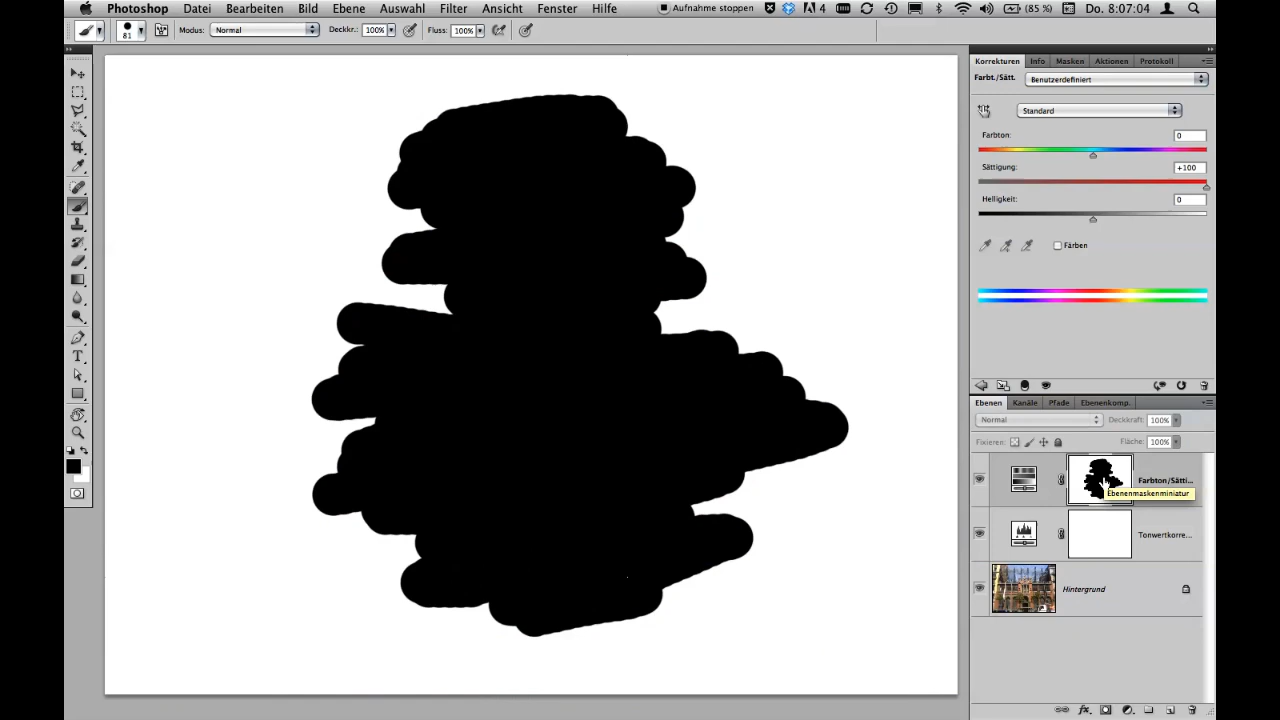 Photoshop Datei Bearbeiten Bild Ebene Auswahl Filter Ansicht Fenster Hilfe Aufnahme stoppen 4 (85 %) Do. 8:07:04
81 Modus: Normal Deckkr.: 100% Fluss: 100%
Korrekturen Info Masken Aktionen Protokoll
Farbt./Sätt. Benutzerdefiniert
Standard
Farbton: 0
Sättigung: +100
Helligkeit: 0
Färben
Ebenen Kanäle Pfade Ebenenkomp.
Normal Deckkraft: 100%
Fixieren: Fläche: 100%
Farbton/Sätti...
Ebenenmaskenminiatur
Tonwertkorre...
Hintergrund